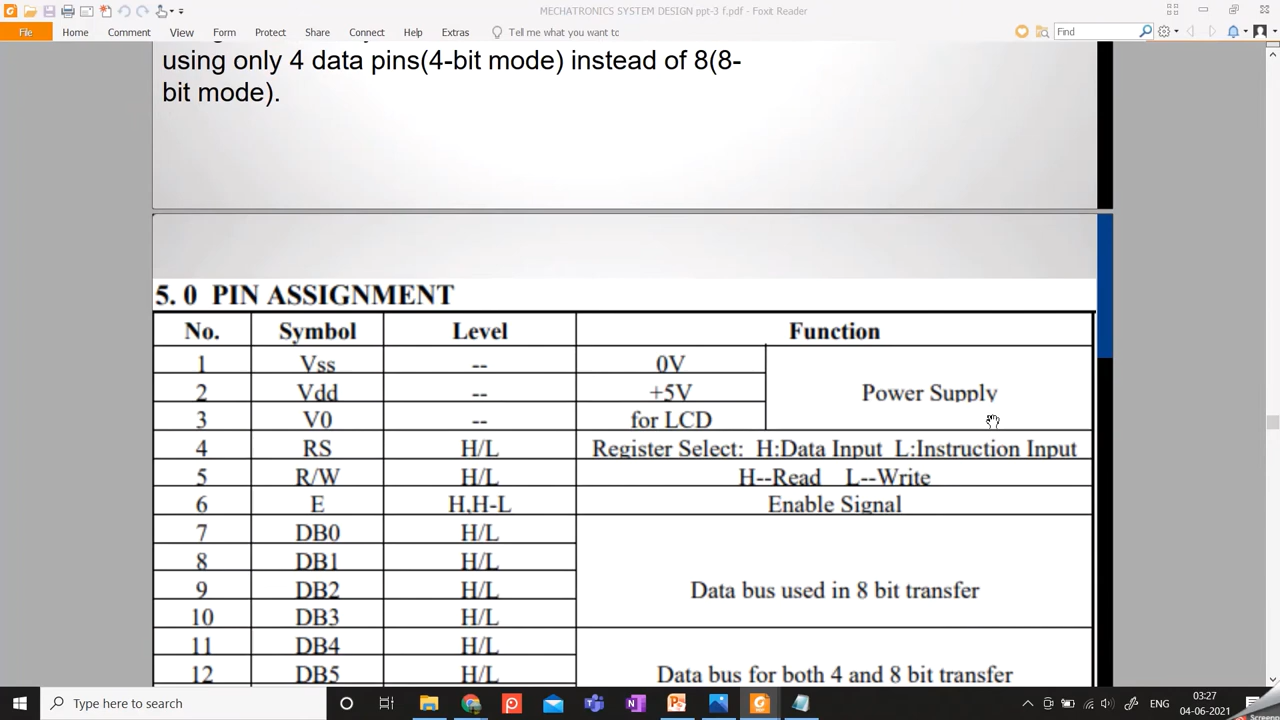 MECHATRONICS SYSTEM DESIGN ppt-3 f.pdf - Foxit Reader
File Home Comment View Form Protect Share Connect Help Extras Tell me what you want to Find
using only 4 data pins(4-bit mode) instead of 8(8-
bit mode).
5. 0 PIN ASSIGNMENT
No. Symbol Level Function
1 Vss -- 0V
2 Vdd -- +5V Power Supply
3 V0 -- for LCD
4 RS H/L Register Select: H:Data Input L:Instruction Input
5 R/W H/L H--Read L--Write
6 E H,H-L Enable Signal
7 DB0 H/L
8 DB1 H/L
9 DB2 H/L Data bus used in 8 bit transfer
10 DB3 H/L
11 DB4 H/L
12 DB5 H/L Data bus for both 4 and 8 bit transfer
Type here to search
ENG
03:27
04-06-2021